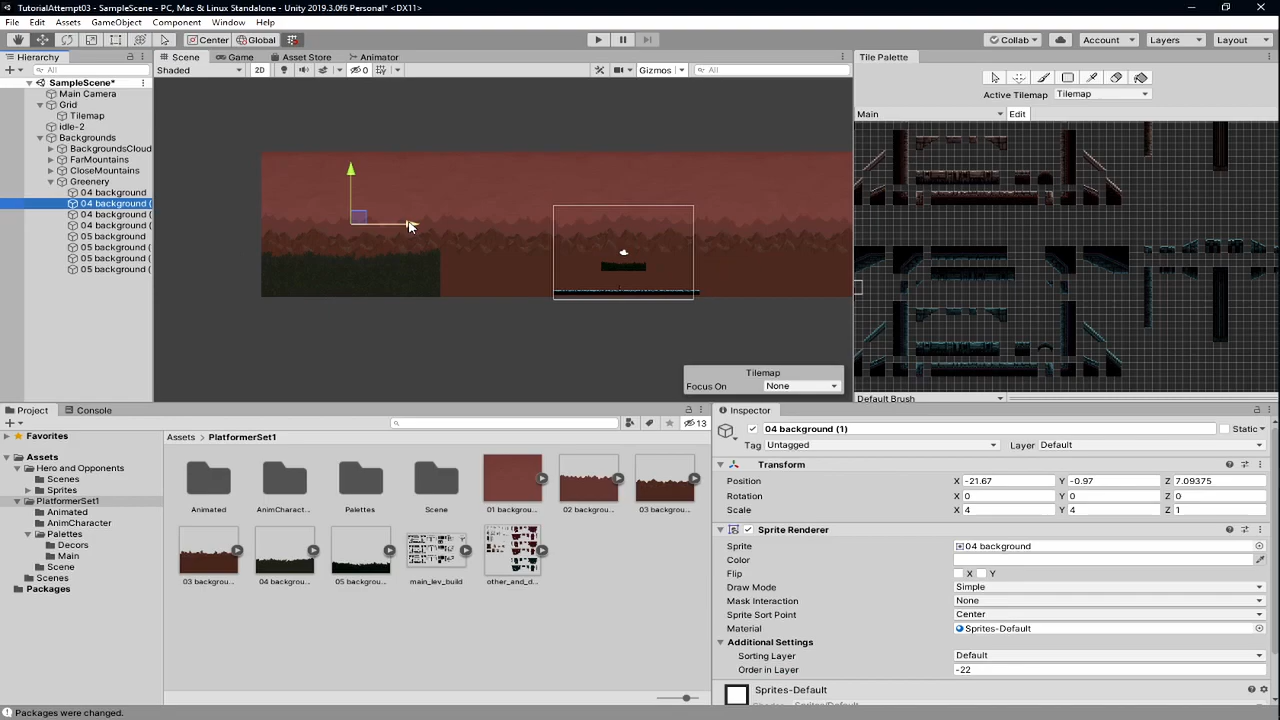 TutorialAttempt03 - SampleScene - PC, Mac & Linux Standalone - Unity 2019.3.0f6 Personal* <DX11>
File Edit Assets GameObject Component Window Help
Center Global Collab Account Layers Layout
Hierarchy Scene Game Asset Store Animator Tile Palette
All Shaded 2D 0 Gizmos All
SampleScene*
Main Camera
Grid
Tilemap
idle-2
Backgrounds
BackgroundsCloud
FarMountains
CloseMountains
Greenery
04 background
04 background (
04 background (
04 background (
05 background
05 background (
05 background (
05 background (
Tilemap
Focus On None
Active Tilemap Tilemap
Main Edit
Default Brush
Project Console
13
Favorites
Assets
Hero and Opponents
Scenes
Sprites
PlatformerSet1
Animated
AnimCharacter
Palettes
Decors
Main
Scene
Scenes
Packages
Assets > PlatformerSet1
Animated AnimCharact... Palettes Scene 01 backgrou... 02 backgrou... 03 backgrou...
03 backgrou... 04 backgrou... 05 backgrou... main_lev_build other_and_d...
Inspector
04 background (1) Static
Tag Untagged Layer Default
Transform
Position X -21.67 Y -0.97 Z 7.09375
Rotation X 0 Y 0 Z 0
Scale X 4 Y 4 Z 1
Sprite Renderer
Sprite 04 background
Color
Flip X Y
Draw Mode Simple
Mask Interaction None
Sprite Sort Point Center
Material Sprites-Default
Additional Settings
Sorting Layer Default
Order in Layer -22
Sprites-Default
Packages were changed.